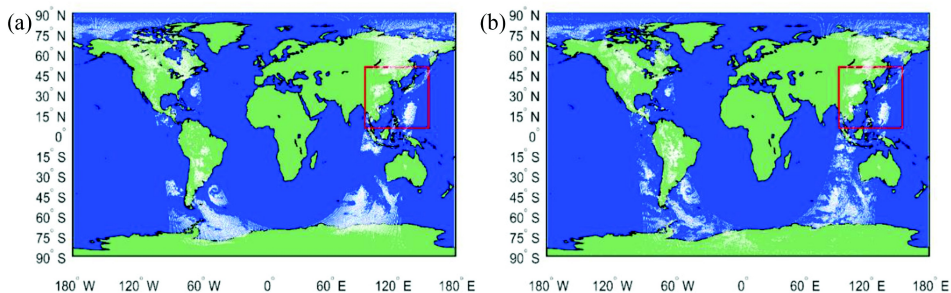 (a)
90° N
75° N
60° N
45° N
30° N
15° N
0°
15° S
30° S
45° S
60° S
75° S
90° S
180° W
120° W
60° W
0°
60° E
120° E
180° E
(b)
90° N
75° N
60° N
45° N
30° N
15° N
0°
15° S
30° S
45° S
60° S
75° S
90° S
180° W
120° W
60° W
0°
60° E
120° E
180° E